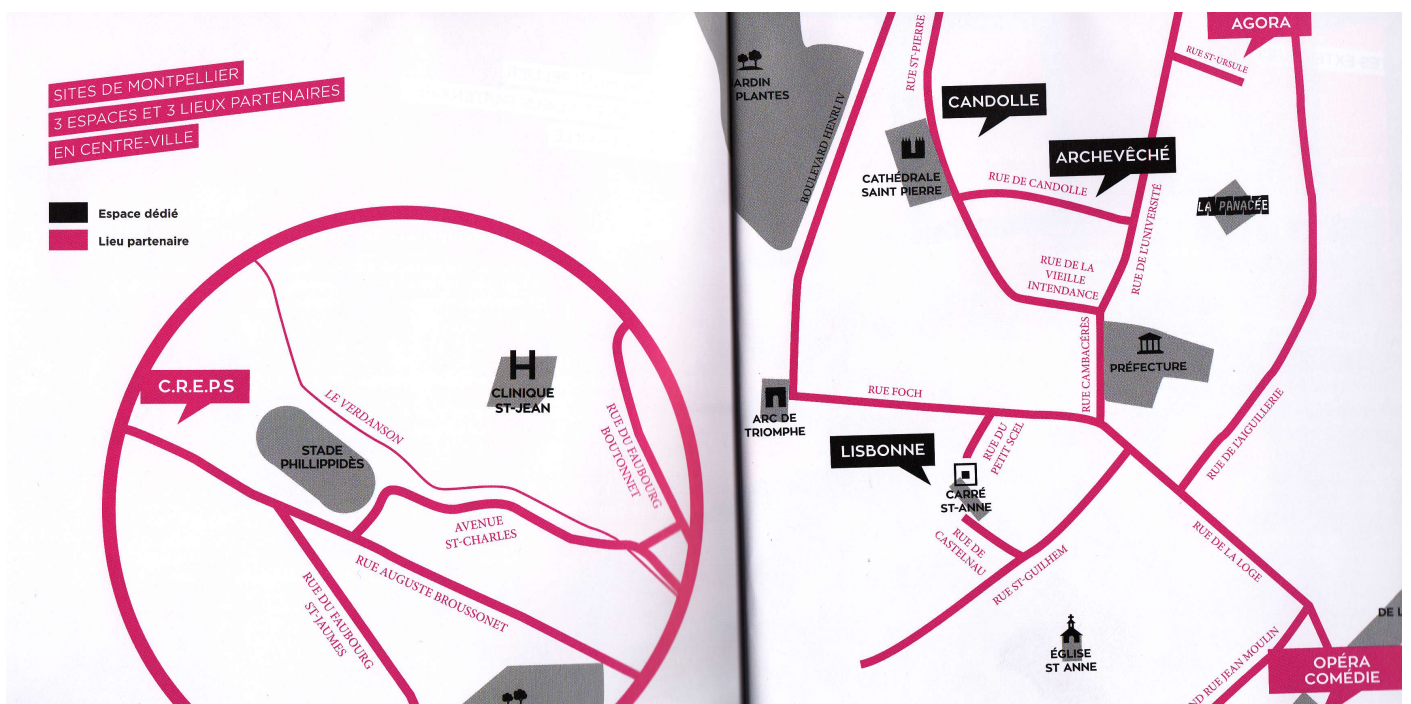 SITES DE MONTPELLIER
3 ESPACES ET 3 LIEUX PARTENAIRES
EN CENTRE-VILLE
Espace dédié
Lieu partenaire
C.R.E.P.S
LE VERDANSON
STADE
PHILLIPPIDÈS
CLINIQUE
ST-JEAN
RUE DU FAUBOURG
BOUTONNET
AVENUE
ST-CHARLES
RUE AUGUSTE BROUSSONET
RUE DU FAUBOURG
ST-JAUMES
JARDIN
PLANTES
BOULEVARD HENRI IV
RUE ST-PIERRE
CANDOLLE
AGORA
RUE ST-URSULE
CATHÉDRALE
SAINT PIERRE
ARCHEVÊCHÉ
RUE DE CANDOLLE
LA PANACÉE
RUE DE L'UNIVERSITÉ
RUE DE LA
VIEILLE
INTENDANCE
RUE CAMBACÉRÈS
PRÉFECTURE
RUE FOCH
ARC DE
TRIOMPHE
RUE DU
PETIT SCEL
LISBONNE
CARRÉ
ST-ANNE
RUE DE
CASTELNAU
RUE ST-GUILHEM
RUE DE L'AIGUILLERIE
RUE DE LA LOGE
ÉGLISE
ST ANNE
RUE JEAN MOULIN
DE
OPÉRA
COMÉDIE